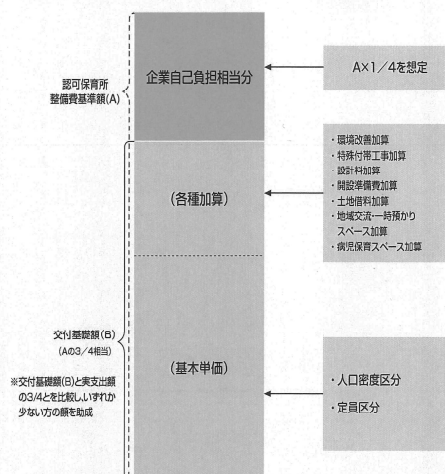 認可保育所
整備費基準額(A)
企業自己負担相当分
A×1／4を想定
(各種加算)
・環境改善加算
・特殊付帯工事加算
設計料加算
・開設準備費加算
・土地借料加算
・地域交流・一時預かり
スペース加算
・病児保育スペース加算
交付基礎額(B)
(Aの3／4相当)
※交付基礎額(B)と実支出額
の3/4とを比較しいずれか
少ない方の額を助成
(基本単価)
・人口密度区分
・定員区分